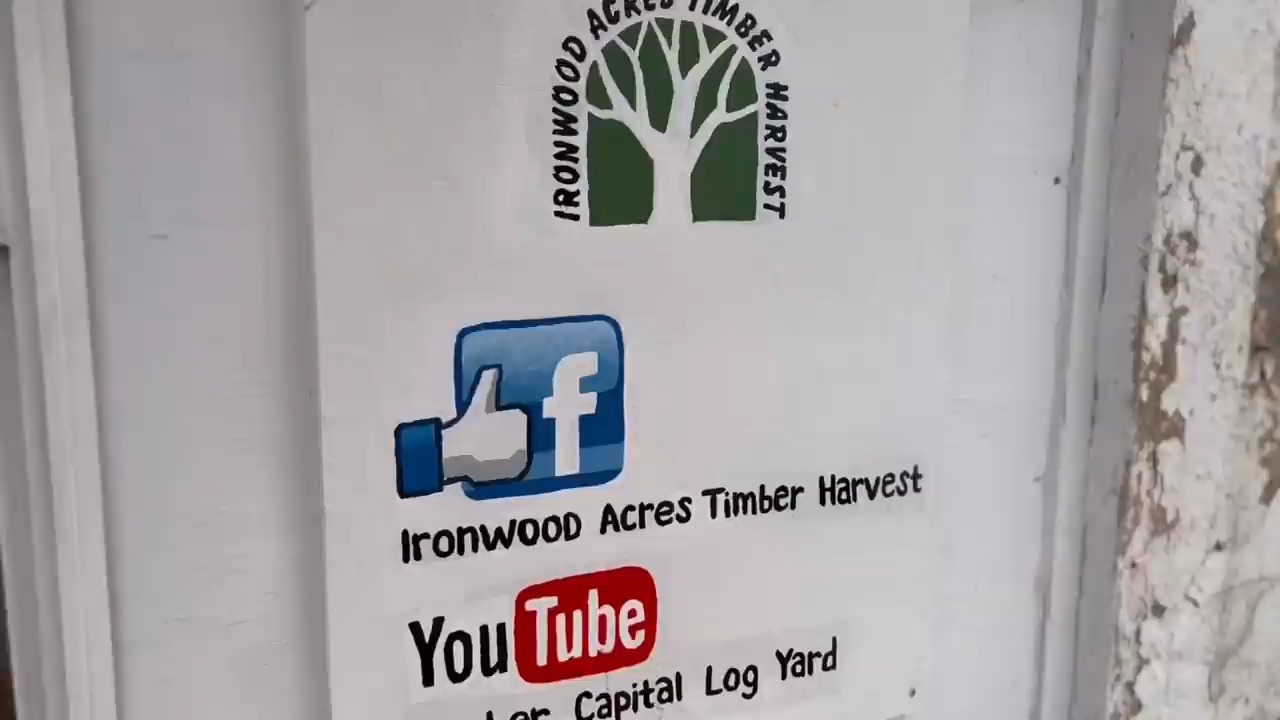 IRONWOOD ACRES TIMBER HARVEST
f
Ironwood Acres Timber Harvest
YouTube
Capital Log Yard